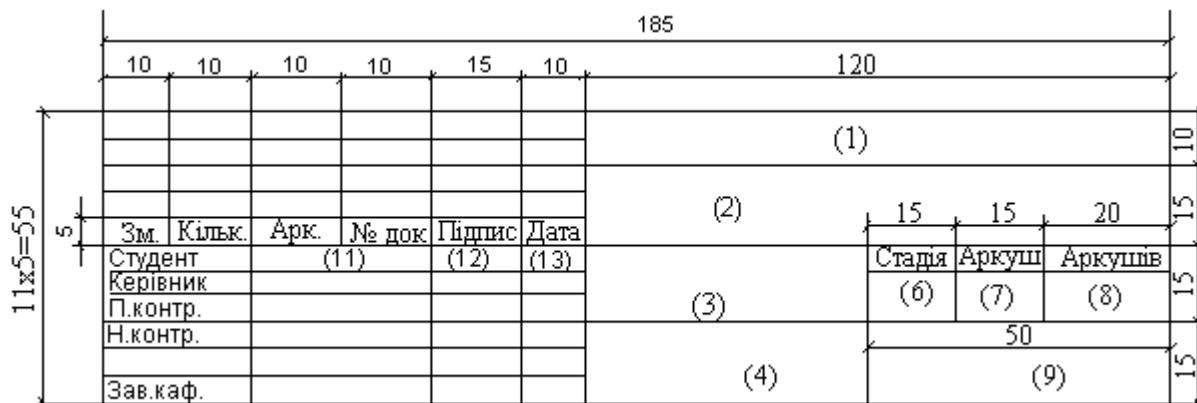 185
10 10 10 10 15 10 120
(1)
10
11x5=55
(2)
15
5
15 15 20
Зм. Кільк. Арк. № док Підпис Дата
Студент (11) (12) (13)
Стадія Аркуш Аркушів
Керівник
(6) (7) (8)
15
П.контр.
(3)
Н.контр.
50
(4) (9)
15
Зав.каф.